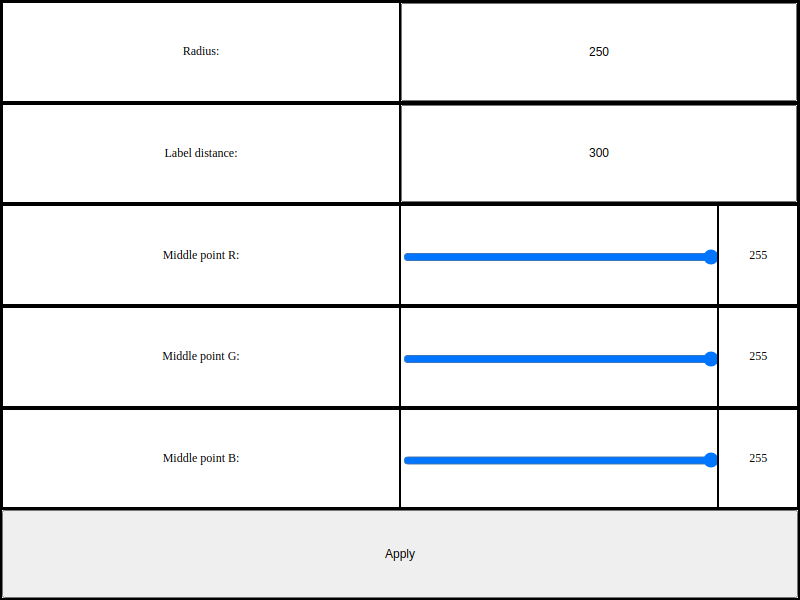 Radius:
250
Label distance:
300
Middle point R:
255
Middle point G:
255
Middle point B:
255
Apply